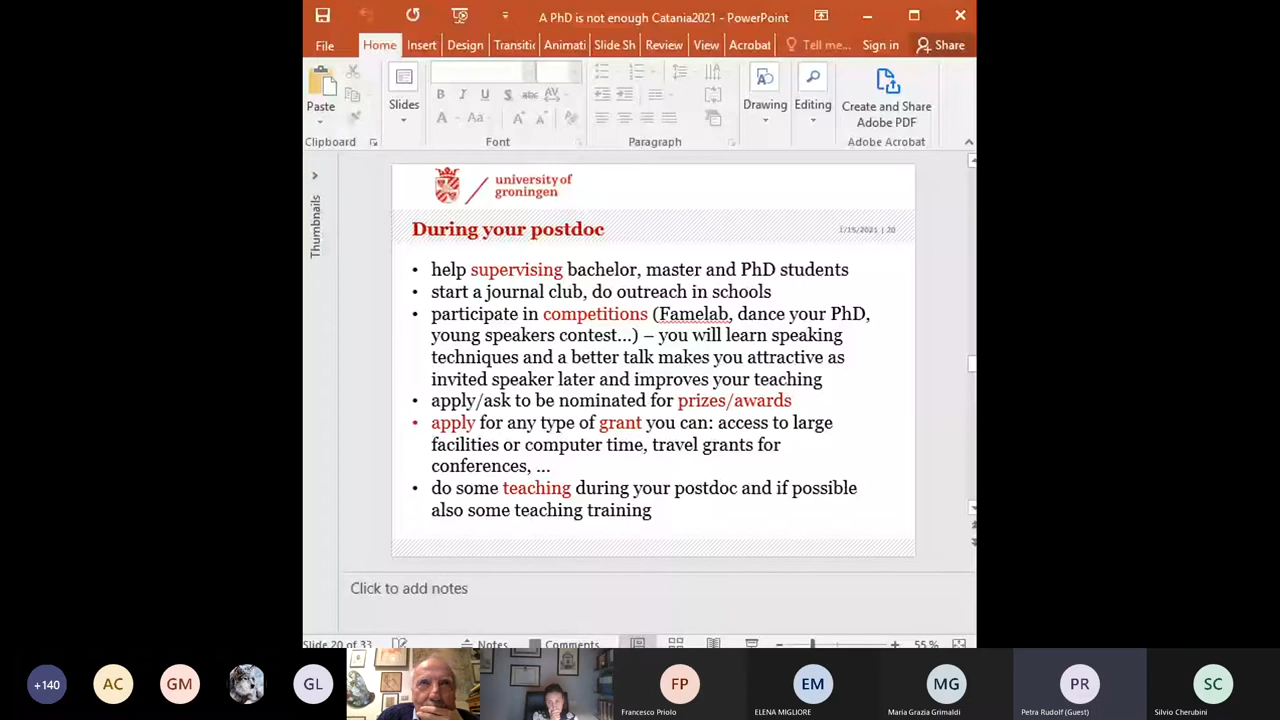 A PhD is not enough Catania2021 - PowerPoint
File Home Insert Design Transitic Animati Slide Sh Review View Acrobat Tell me... Sign in Share
Paste
Slides
B I U S abc AV
A Aa A A
Drawing
Editing
Create and Share
Adobe PDF
Clipboard Font Paragraph Adobe Acrobat
Thumbnails
university of
groningen
During your postdoc
1/15/2021 | 20
• help supervising bachelor, master and PhD students
• start a journal club, do outreach in schools
• participate in competitions (Famelab, dance your PhD,
young speakers contest...) – you will learn speaking
techniques and a better talk makes you attractive as
invited speaker later and improves your teaching
• apply/ask to be nominated for prizes/awards
• apply for any type of grant you can: access to large
facilities or computer time, travel grants for
conferences, ...
• do some teaching during your postdoc and if possible
also some teaching training
Click to add notes
Slide 20 of 33 Notes Comments 55 %
+140 AC GM GL FP EM MG PR SC
Francesco Priolo ELENA MIGLIORE Maria Grazia Grimaldi Petra Rudolf (Guest) Silvio Cherubini